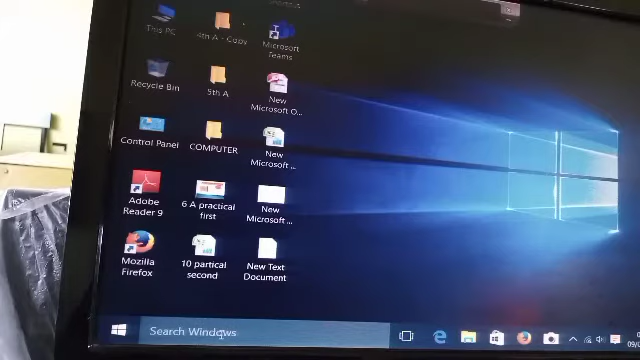 This PC
4th A - Copy
Microsoft
Teams
Recycle Bin
5th A
New
Microsoft O...
Control Panel
COMPUTER
New
Microsoft ...
Adobe
Reader 9
6 A practical
first
New
Microsoft ...
Mozilla
Firefox
10 partical
second
New Text
Document
Search Windows